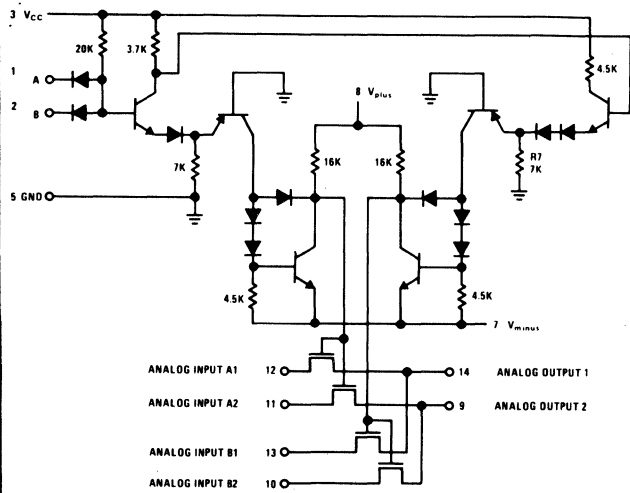 3 VCC
20K
3.7K
4.5K
1
A
2
B
8 Vplus
7K
16K
16K
R7
7K
5 GND
4.5K
4.5K
7 Vminus
ANALOG INPUT A1 12
14 ANALOG OUTPUT 1
ANALOG INPUT A2 11
9 ANALOG OUTPUT 2
ANALOG INPUT B1 13
ANALOG INPUT B2 10